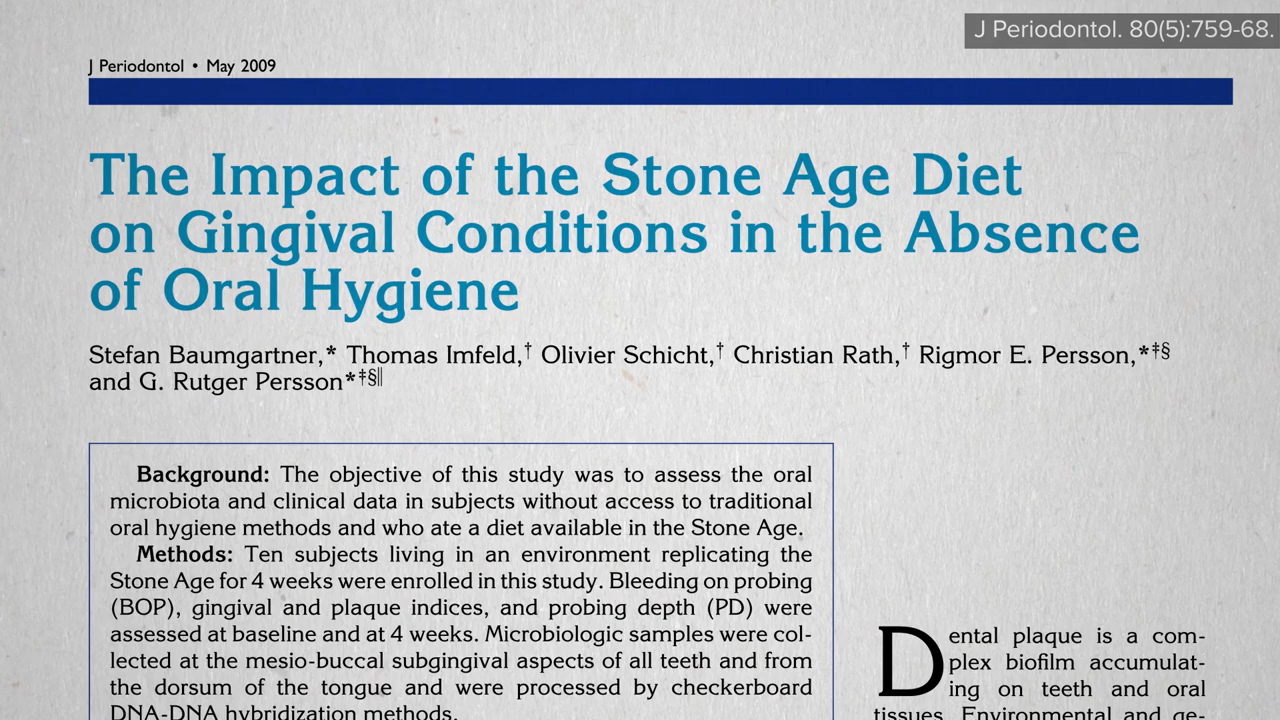 J Periodontol. 80(5):759-68.
J Periodontol • May 2009
The Impact of the Stone Age Diet
on Gingival Conditions in the Absence
of Oral Hygiene
Stefan Baumgartner,* Thomas Imfeld,† Olivier Schicht,† Christian Rath,† Rigmor E. Persson,*‡§
and G. Rutger Persson*‡§‖
Background: The objective of this study was to assess the oral
microbiota and clinical data in subjects without access to traditional
oral hygiene methods and who ate a diet available in the Stone Age.
Methods: Ten subjects living in an environment replicating the
Stone Age for 4 weeks were enrolled in this study. Bleeding on probing
(BOP), gingival and plaque indices, and probing depth (PD) were
assessed at baseline and at 4 weeks. Microbiologic samples were col-
lected at the mesio-buccal subgingival aspects of all teeth and from
the dorsum of the tongue and were processed by checkerboard
DNA-DNA hybridization methods.
Dental plaque is a com-
plex biofilm accumulat-
ing on teeth and oral
tissues. Environmental and ge-